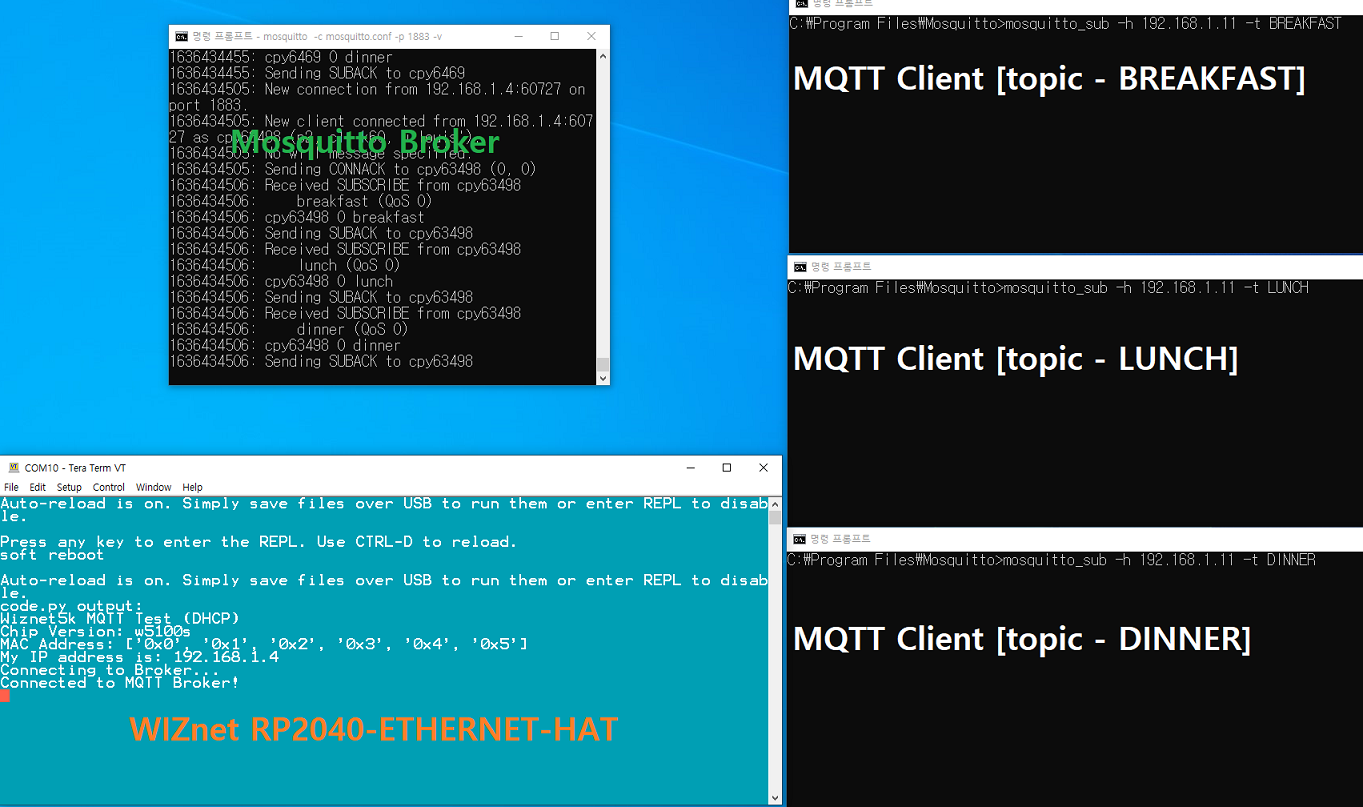 명령 프롬프트 - mosquitto -c mosquitto.conf -p 1883 -v
1636434455: cpy6469 0 dinner
1636434455: Sending SUBACK to cpy6469
1636434505: New connection from 192.168.1.4:60727 on
port 1883.
1636434505: New client connected from 192.168.1.4:607
27 as
1636434505: No will message specified.
Mosquitto Broker
1636434505: Sending CONNACK to cpy63498 (0, 0)
1636434506: Received SUBSCRIBE from cpy63498
1636434506:     breakfast (QoS 0)
1636434506: cpy63498 0 breakfast
1636434506: Sending SUBACK to cpy63498
1636434506: Received SUBSCRIBE from cpy63498
1636434506:     lunch (QoS 0)
1636434506: cpy63498 0 lunch
1636434506: Sending SUBACK to cpy63498
1636434506: Received SUBSCRIBE from cpy63498
1636434506:     dinner (QoS 0)
1636434506: cpy63498 0 dinner
1636434506: Sending SUBACK to cpy63498
COM10 - Tera Term VT
File Edit Setup Control Window Help
Auto-reload is on. Simply save files over USB to run them or enter REPL to disab
le.
Press any key to enter the REPL. Use CTRL-D to reload.
soft reboot
Auto-reload is on. Simply save files over USB to run them or enter REPL to disab
le.
code.py output:
Wiznet5k MQTT Test (DHCP)
Chip Version: w5100s
MAC Address: ['0x0', '0x1', '0x2', '0x3', '0x4', '0x5']
My IP address is: 192.168.1.4
Connecting to Broker...
Connected to MQTT Broker!
WIZnet RP2040-ETHERNET-HAT
명령 프롬프트
C:₩Program Files₩Mosquitto>mosquitto_sub -h 192.168.1.11 -t BREAKFAST
MQTT Client [topic - BREAKFAST]
명령 프롬프트
C:₩Program Files₩Mosquitto>mosquitto_sub -h 192.168.1.11 -t LUNCH
MQTT Client [topic - LUNCH]
명령 프롬프트
C:₩Program Files₩Mosquitto>mosquitto_sub -h 192.168.1.11 -t DINNER
MQTT Client [topic - DINNER]